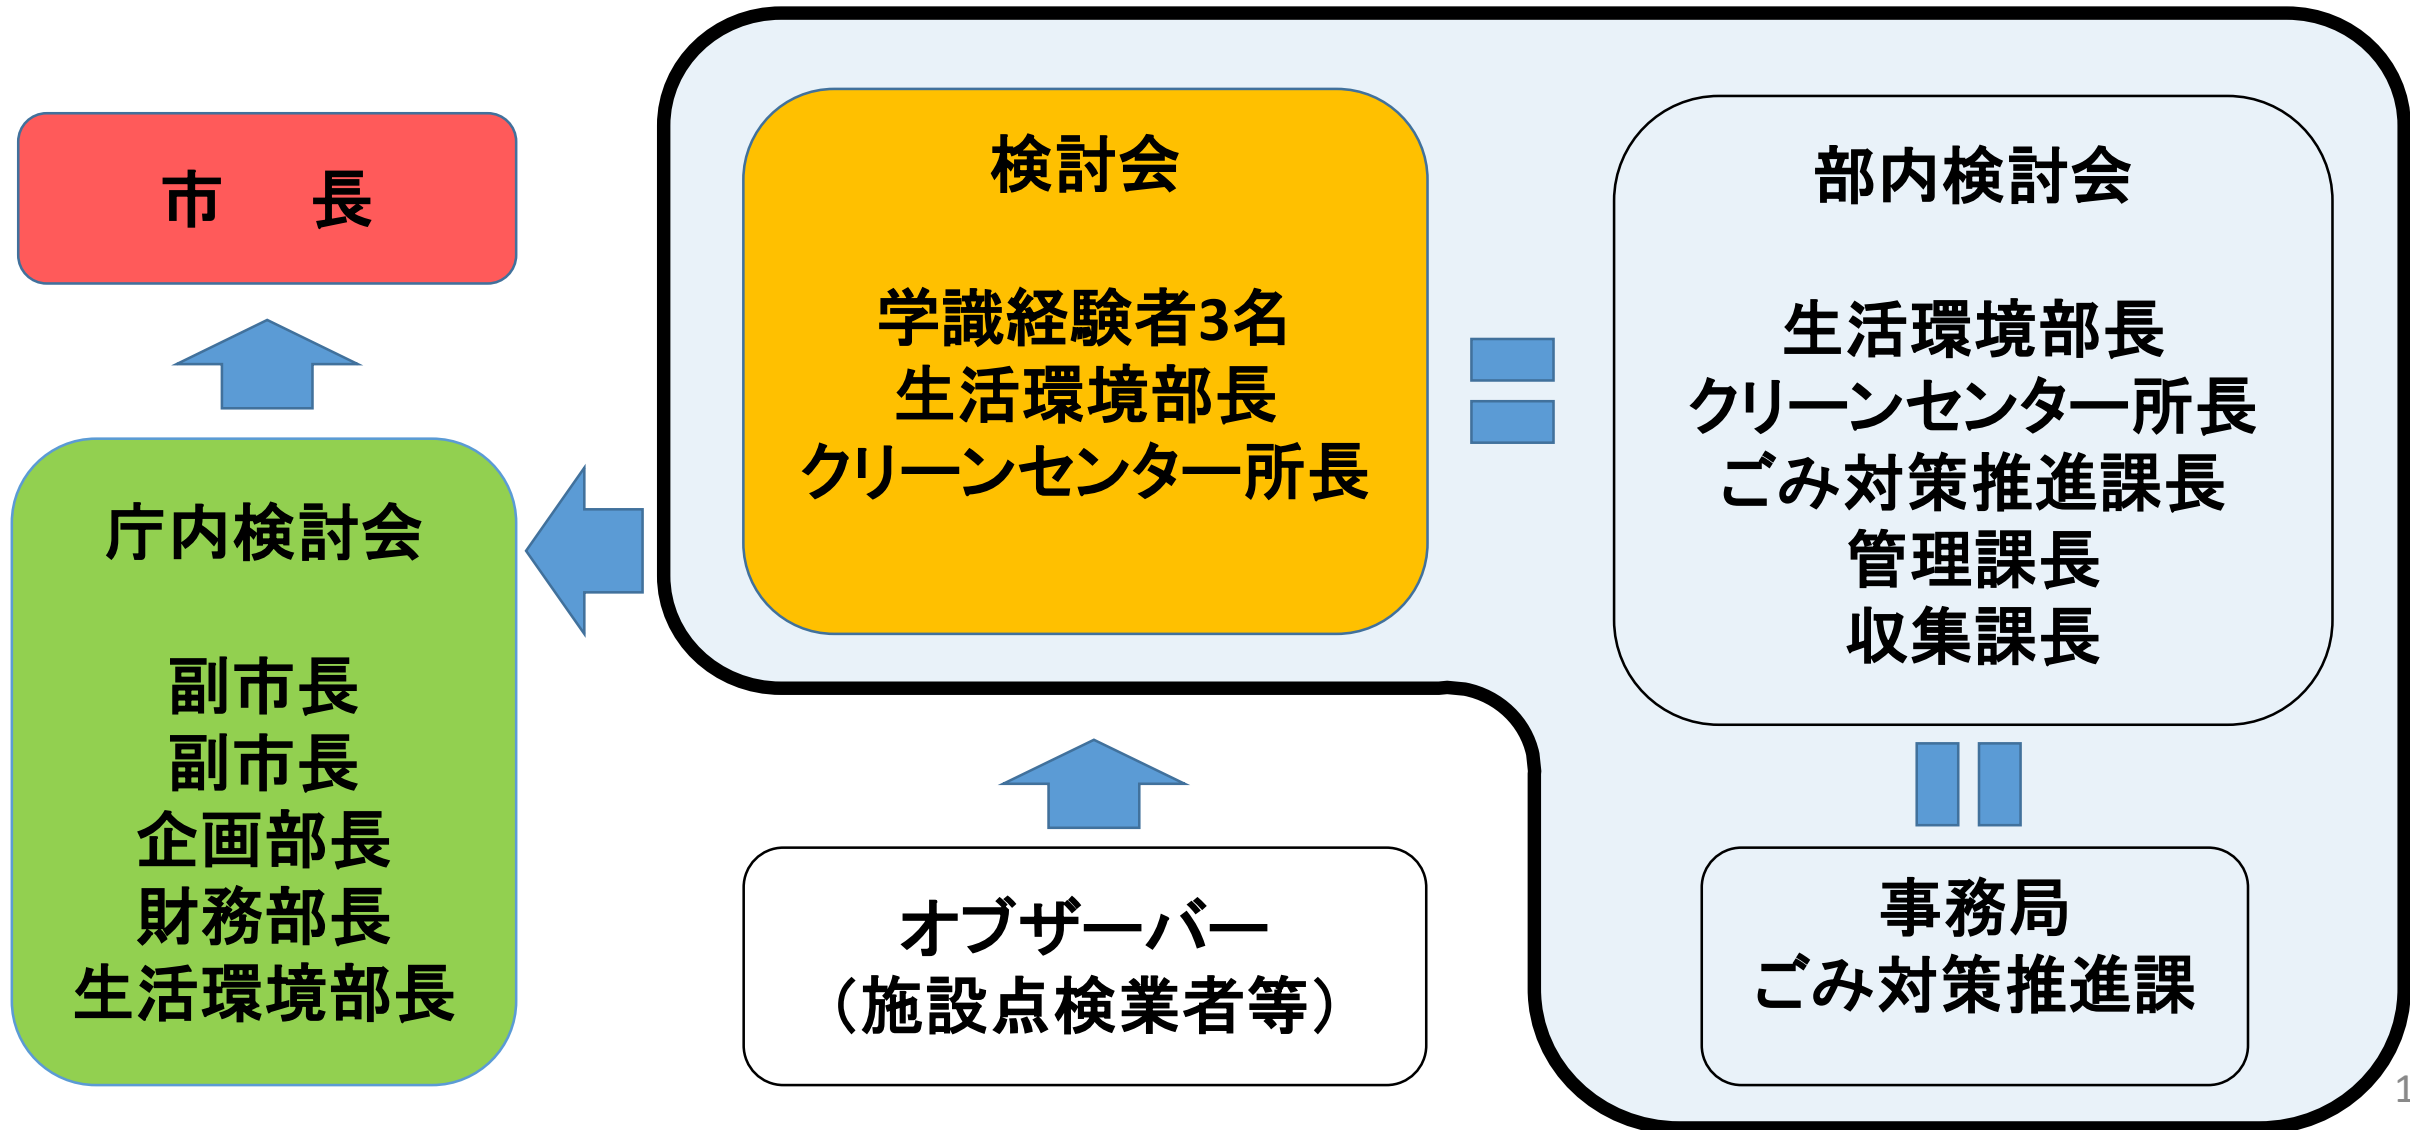 市　長
庁内検討会
副市長
副市長
企画部長
財務部長
生活環境部長
検討会
学識経験者3名
生活環境部長
クリーンセンター所長
オブザーバー
（施設点検業者等）
部内検討会
生活環境部長
クリーンセンター所長
ごみ対策推進課長
管理課長
収集課長
事務局
ごみ対策推進課
1